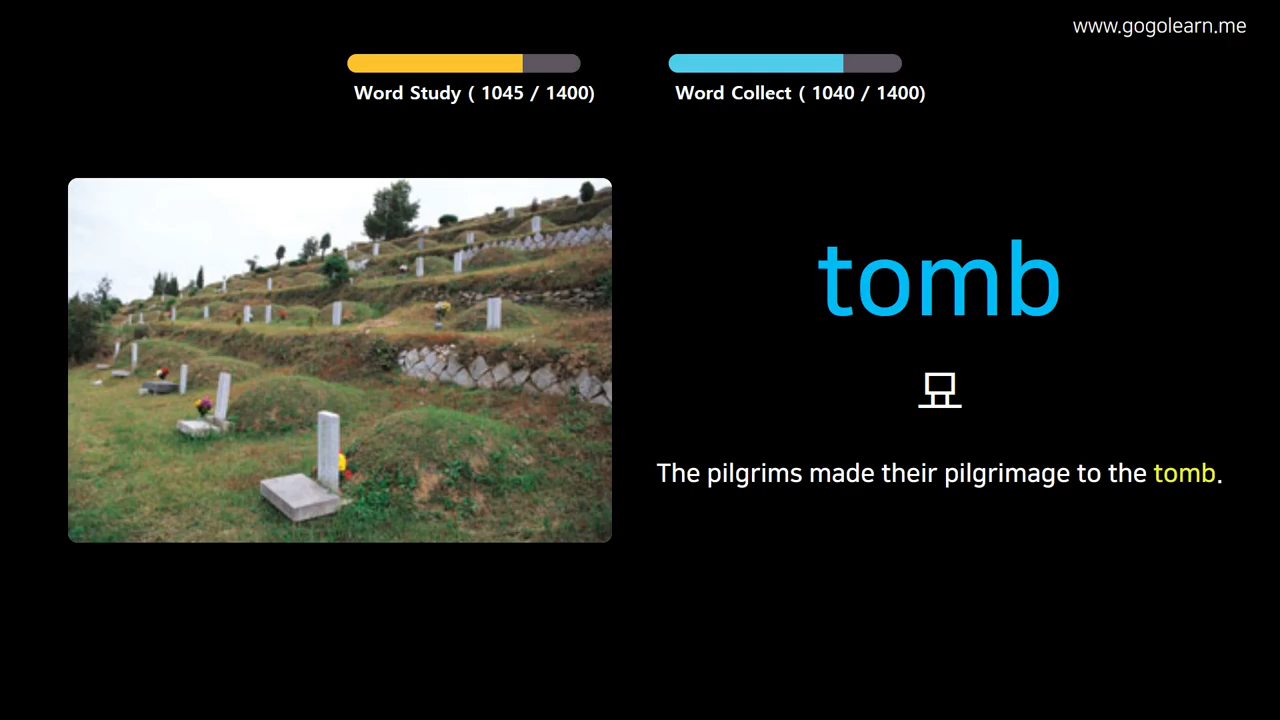 www.gogolearn.me
Word Study ( 1045 / 1400)
Word Collect ( 1040 / 1400)
tomb
묘
The pilgrims made their pilgrimage to the tomb.